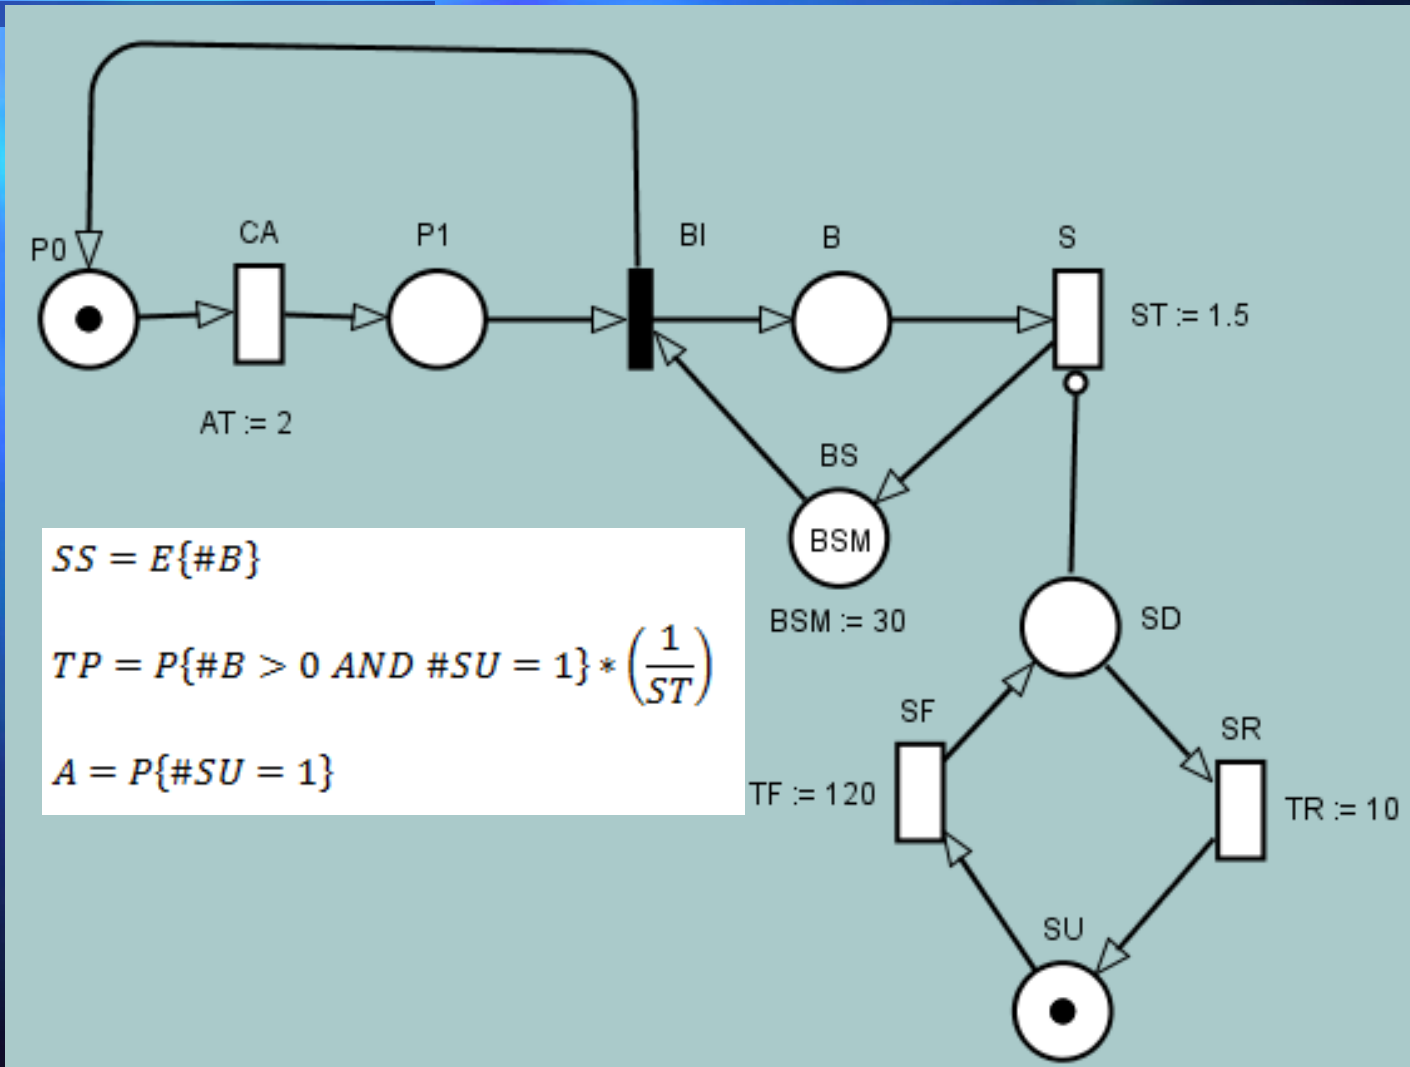 P0
CA
P1
BI
B
S
ST := 1.5
AT := 2
BS
BSM
BSM := 30
SD
SS = E{#B}
TP = P{#B > 0 AND #SU = 1} * (1/ST)
A = P{#SU = 1}
SF
SR
TF := 120
TR := 10
SU